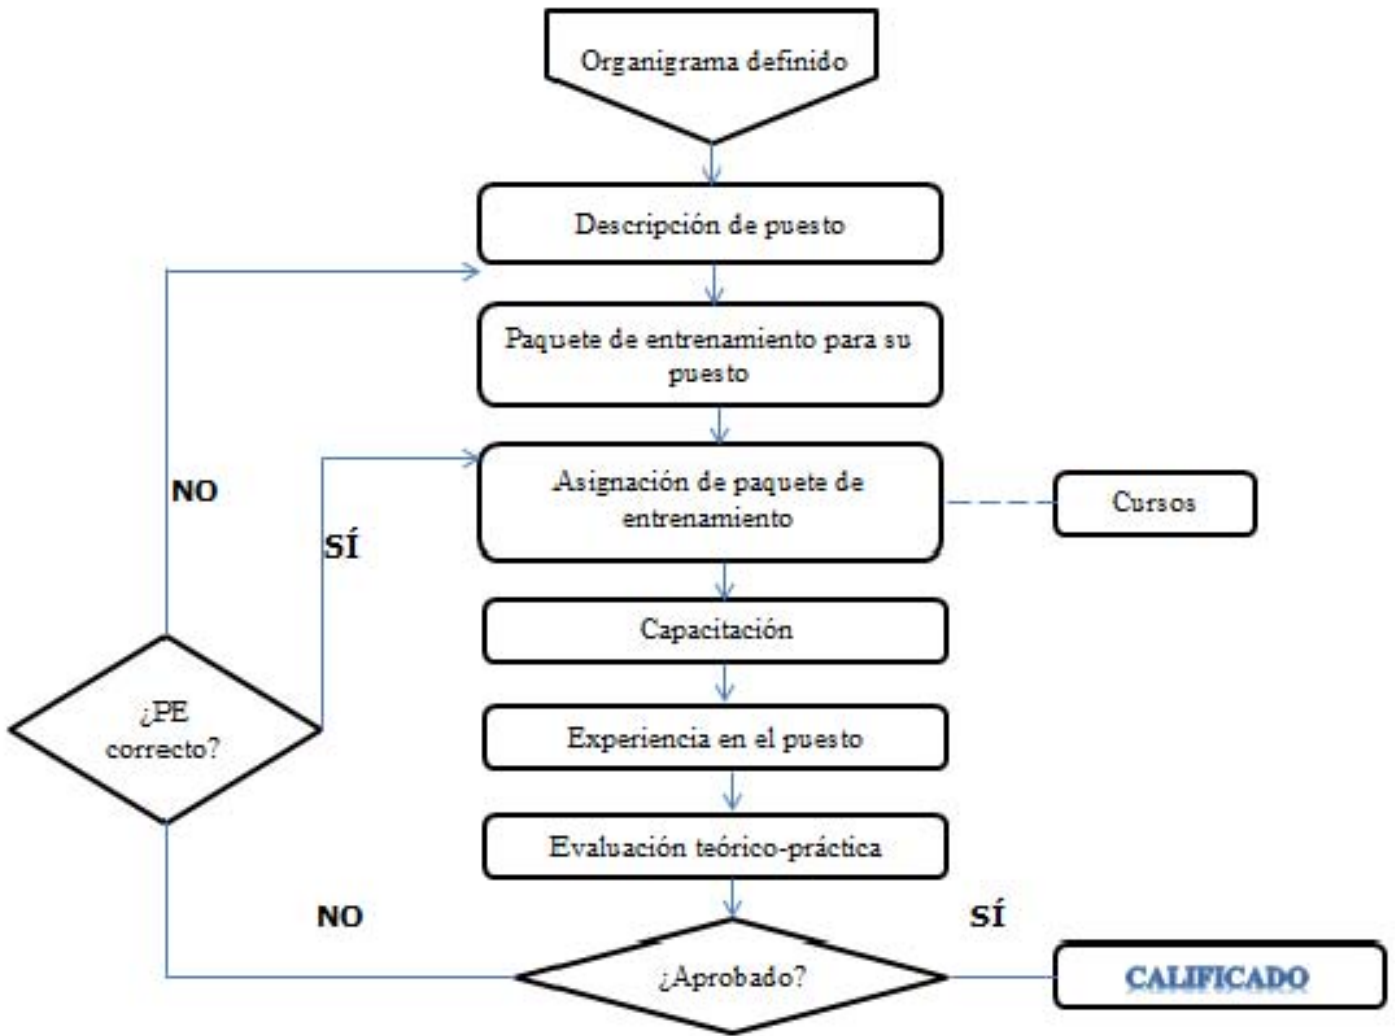 Organigrama definido
Descripción de puesto
Paquete de entrenamiento para su
puesto
NO
SÍ
Asignación de paquete de
entrenamiento
Cursos
Capacitación
¿PE
correcto?
Experiencia en el puesto
Evaluación teórico-práctica
NO
SÍ
¿Aprobado?
CALIFICADO